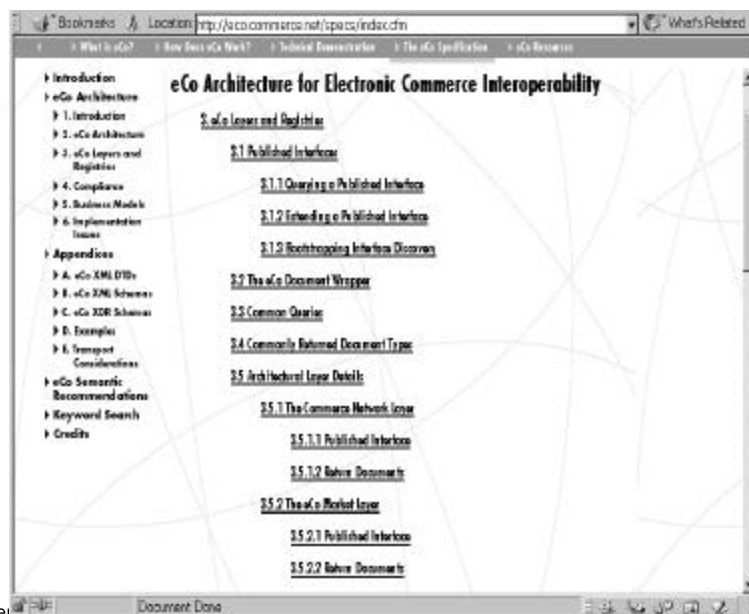 Bookmarks Location: http://eco.commerce.net/specs/index.cfm What's Related
What is eCo? How Does eCo Work? Technical Demonstration The eCo Specification eCo Resources
Introduction
eCo Architecture
1. Introduction
2. eCo Architecture
3. eCo Layers and
Registries
4. Compliance
5. Business Models
6. Implementation
Issues
Appendices
A. eCo XML DTDs
B. eCo XML Schemas
C. eCo XDR Schemas
D. Examples
E. Transport
Considerations
eCo Semantic
Recommendations
Keyword Search
Credits
eCo Architecture for Electronic Commerce Interoperability
3. eCo Layers and Registries
3.1 Published Interfaces
3.1.1 Querying a Published Interface
3.1.2 Extending a Published Interface
3.1.3 Bootstrapping Interface Discovery
3.2 The eCo Document Wrapper
3.3 Common Queries
3.4 Commonly Returned Document Types
3.5 Architectural Layer Details
3.5.1 The Commerce Network Layer
3.5.1.1 Published Interface
3.5.1.2 Return Documents
3.5.2 The eCo Market Layer
3.5.2.1 Published Interface
3.5.2.2 Return Documents
Document Done